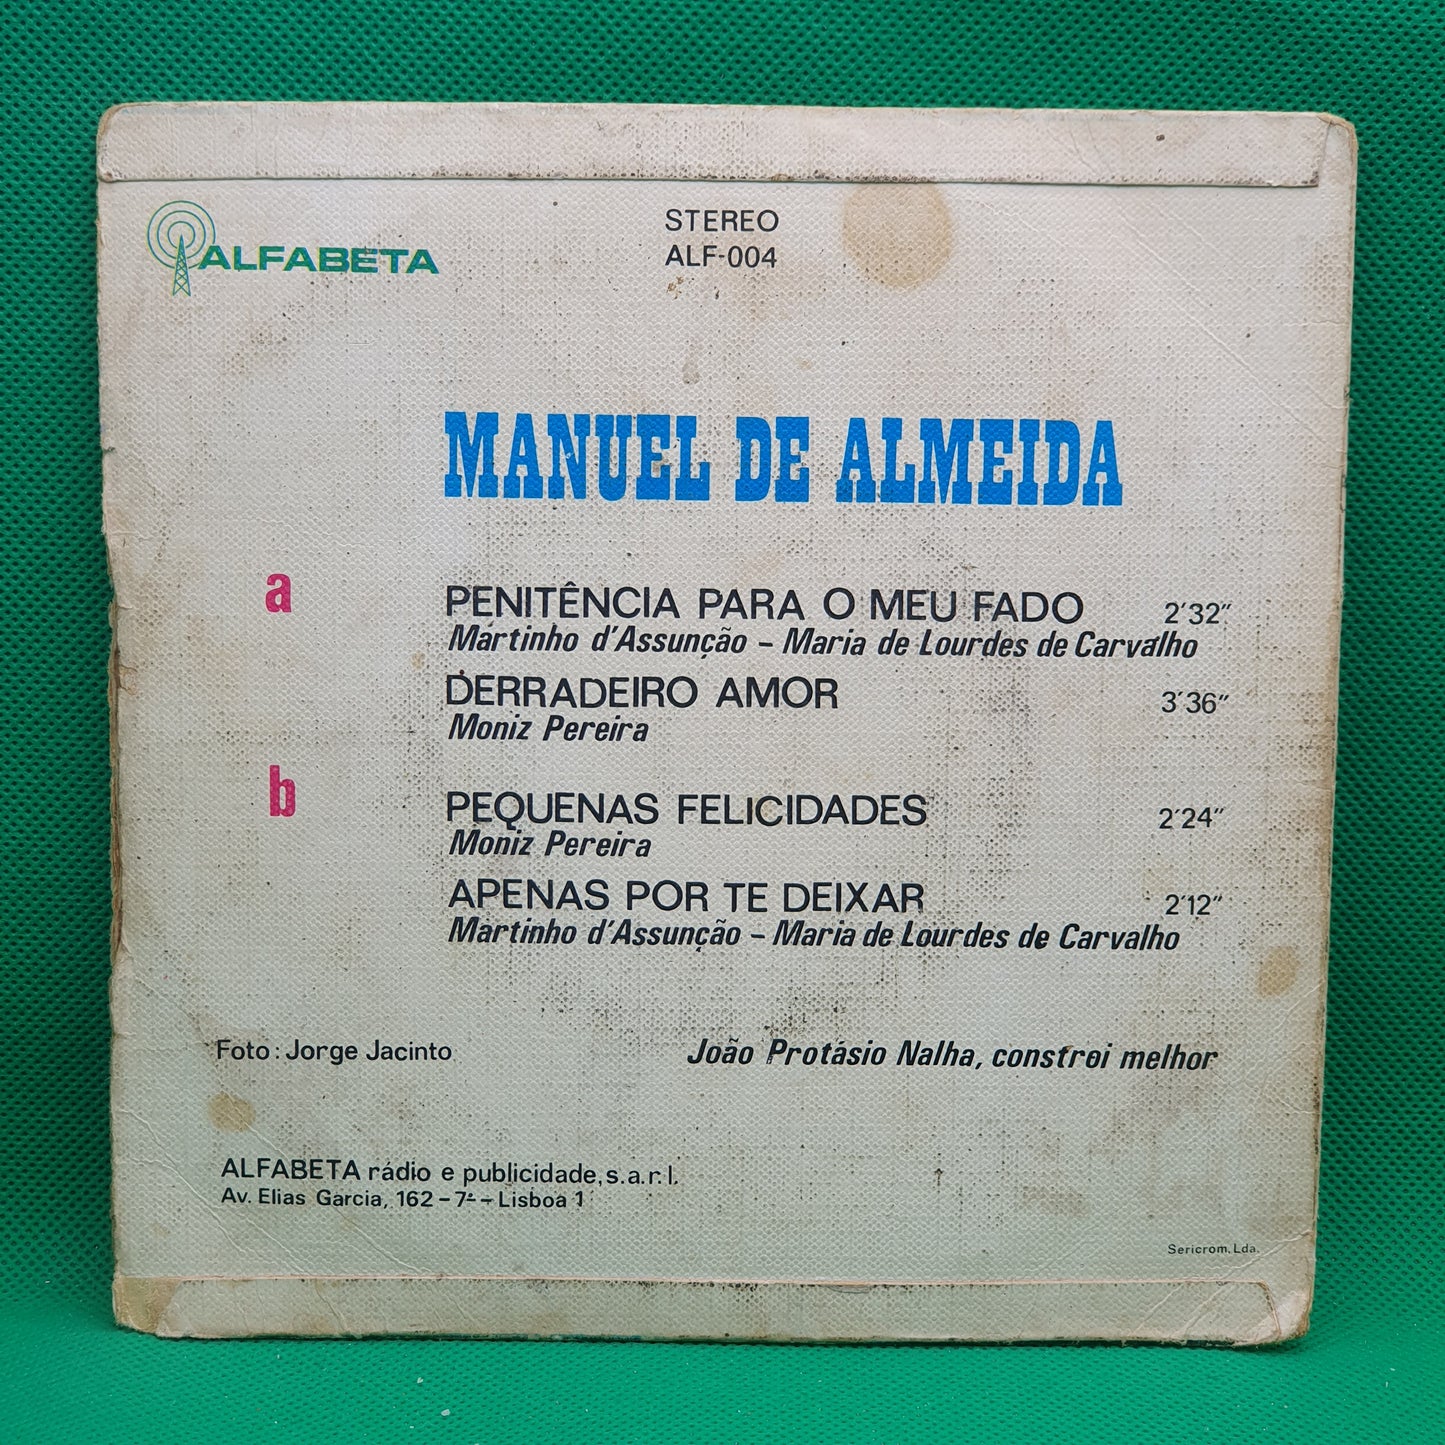 ALFABETA
STEREO
ALF-004
MANUEL DE ALMEIDA
a
PENITÊNCIA PARA O MEU FADO 2'32"
Martinho d'Assunção – Maria de Lourdes de Carvalho
DERRADEIRO AMOR 3'36"
Moniz Pereira
b
PEQUENAS FELICIDADES 2'24"
Moniz Pereira
APENAS POR TE DEIXAR 2'12"
Martinho d'Assunção – Maria de Lourdes de Carvalho
Foto: Jorge Jacinto
João Protásio Nalha, constroi melhor
ALFABETA rádio e publicidade, s.a.r.l.
Av. Elias Garcia, 162 – 7º – Lisboa 1
Sericrom, Lda.